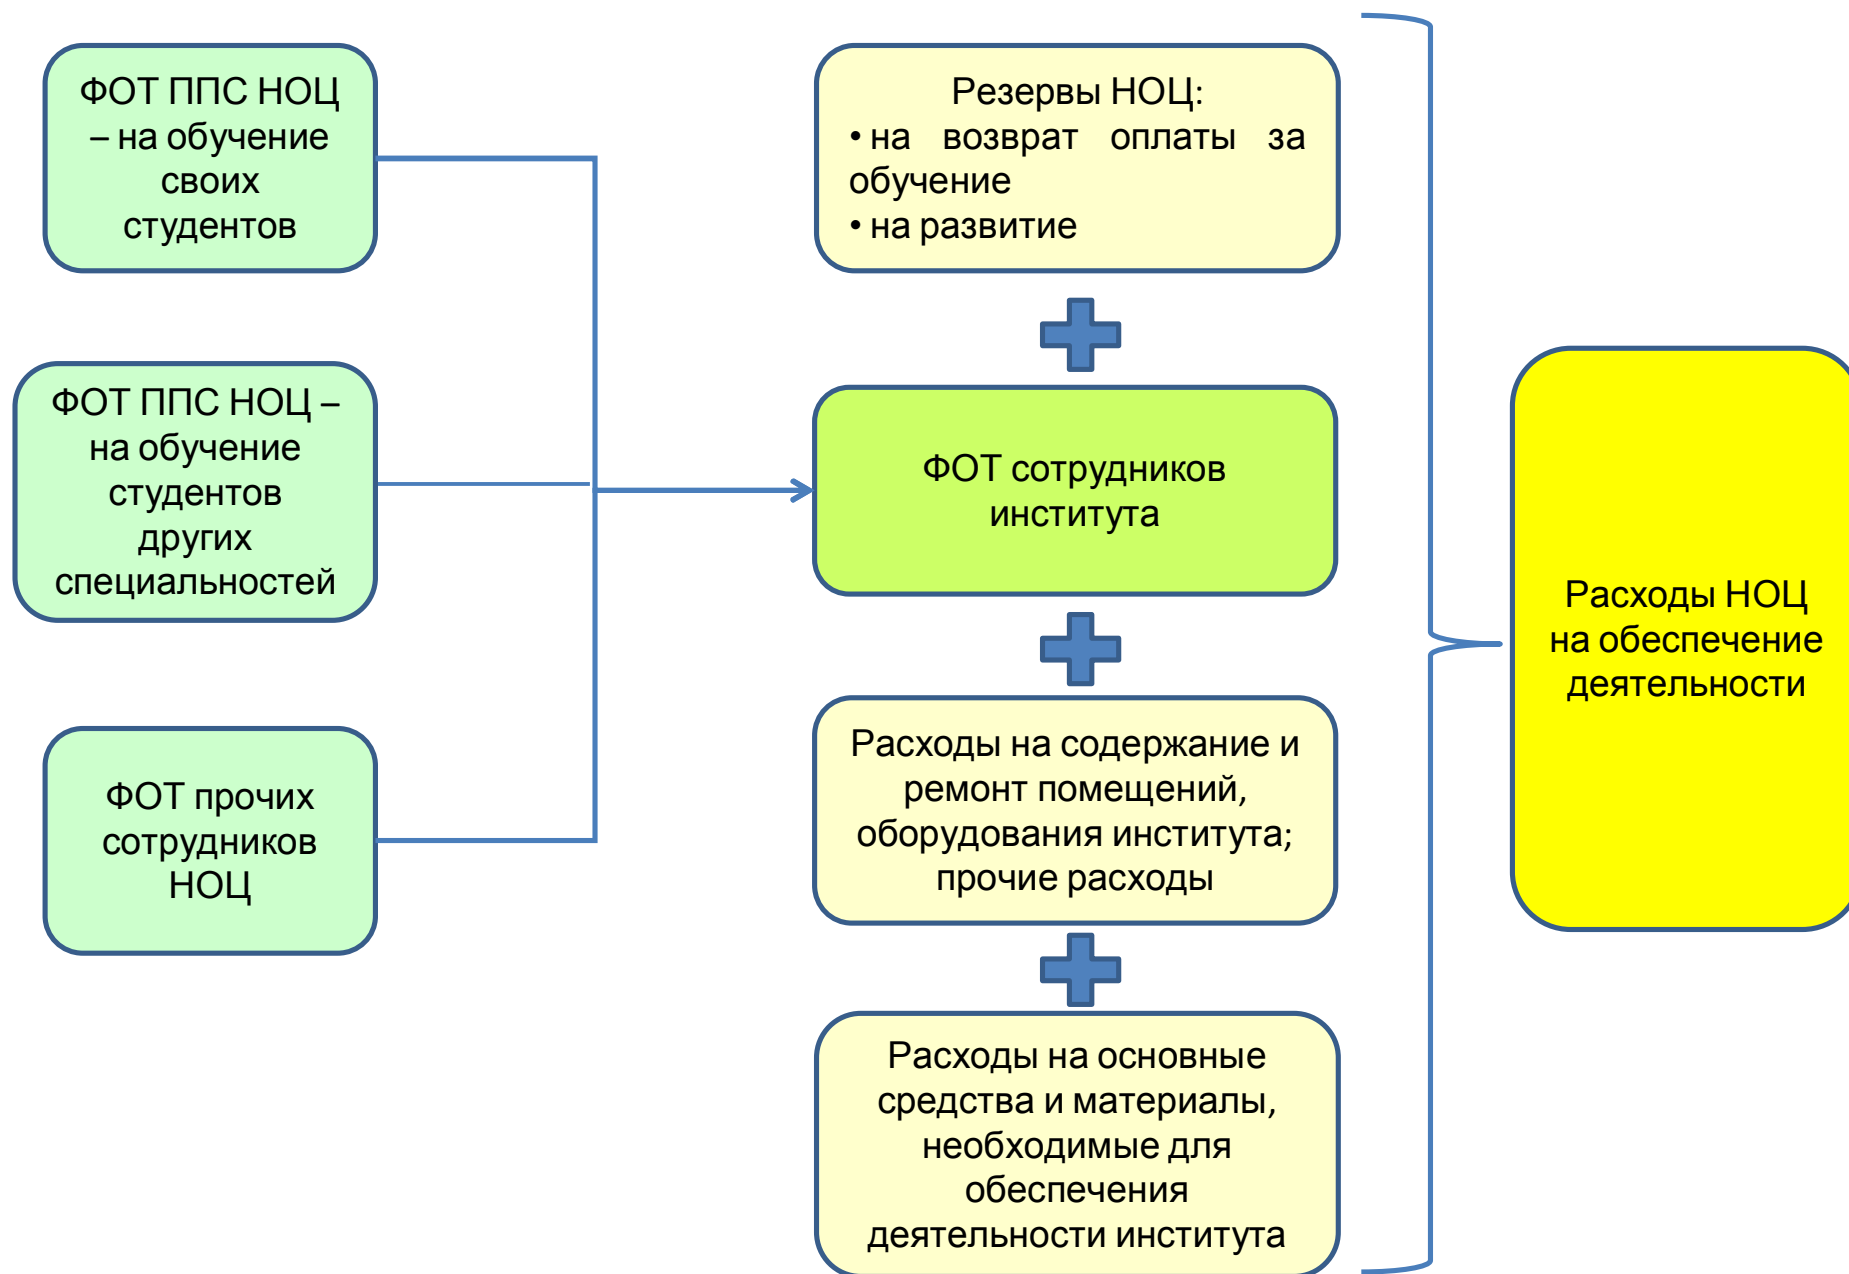 ФОТ ППС НОЦ
– на обучение
своих
студентов
ФОТ ППС НОЦ –
на обучение
студентов
других
специальностей
ФОТ прочих
сотрудников
НОЦ
Резервы НОЦ:
• на возврат оплаты за
обучение
• на развитие
ФОТ сотрудников
института
Расходы на содержание и
ремонт помещений,
оборудования института;
прочие расходы
Расходы на основные
средства и материалы,
необходимые для
обеспечения
деятельности института
Расходы НОЦ
на обеспечение
деятельности